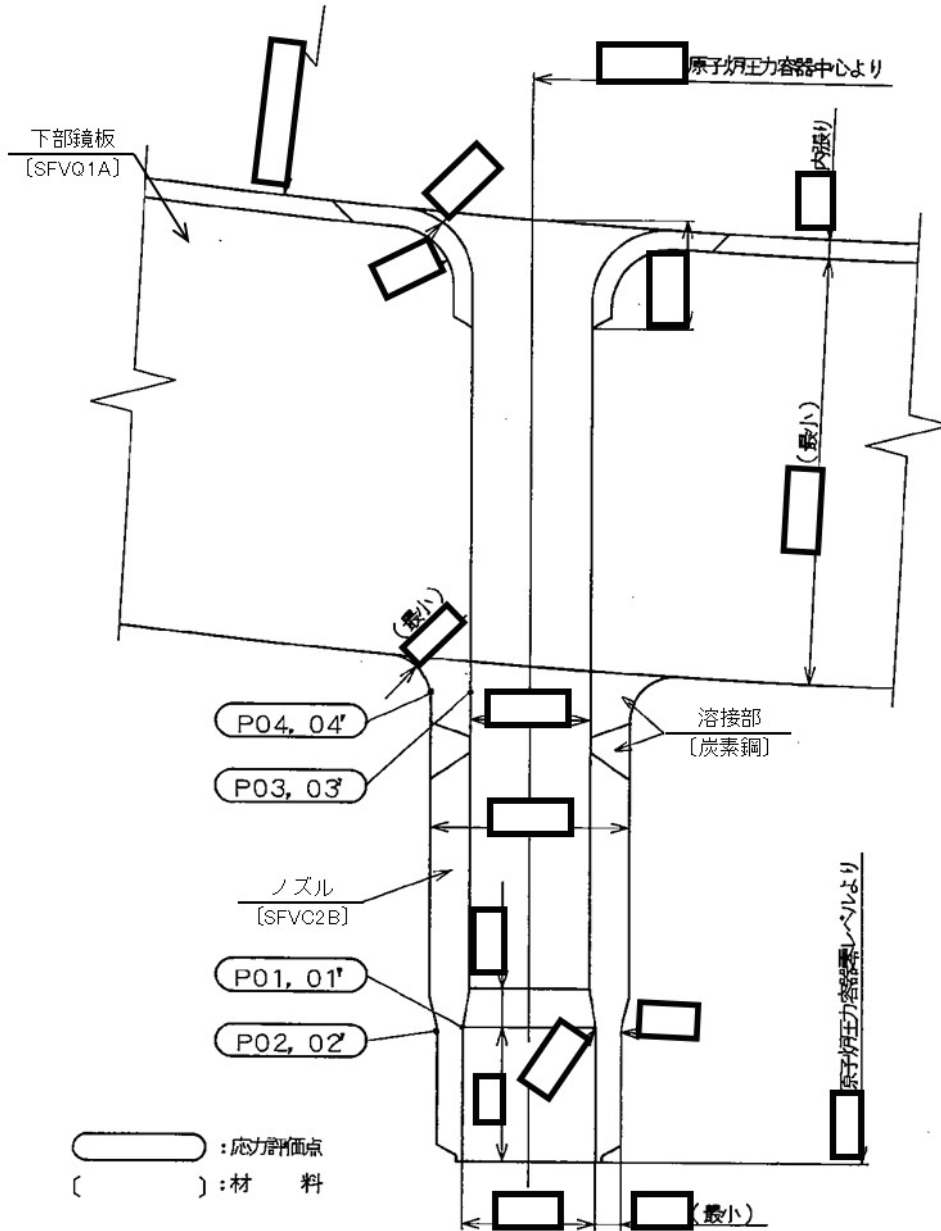 原子炉圧力容器中心より
下部鏡板
〔SFVQ1A〕
内張り
(最小)
(最小)
P04, 04'
溶接部
〔炭素鋼〕
P03, 03'
ノズル
〔SFVC2B〕
P01, 01'
P02, 02'
原子炉圧力容器零レベルより
: 応力評価点
〔 〕: 材 料
(最小)